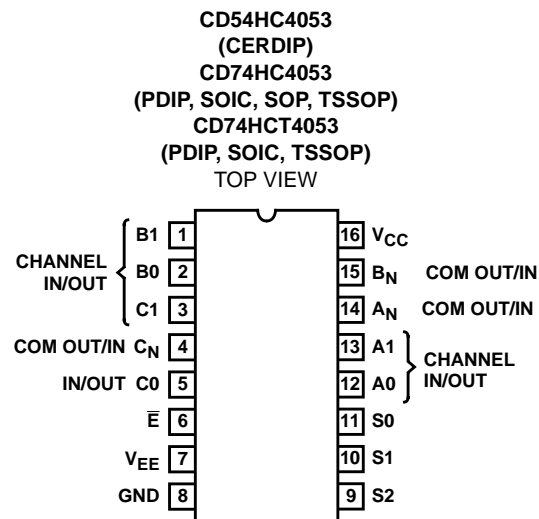 CD54HC4053
(CERDIP)
CD74HC4053
(PDIP, SOIC, SOP, TSSOP)
CD74HCT4053
(PDIP, SOIC, TSSOP)
TOP VIEW
CHANNEL
IN/OUT
B1 1
B0 2
C1 3
COM OUT/IN CN 4
IN/OUT C0 5
E̅ 6
VEE 7
GND 8
16 VCC
15 BN COM OUT/IN
14 AN COM OUT/IN
13 A1
12 A0
CHANNEL
IN/OUT
11 S0
10 S1
9 S2